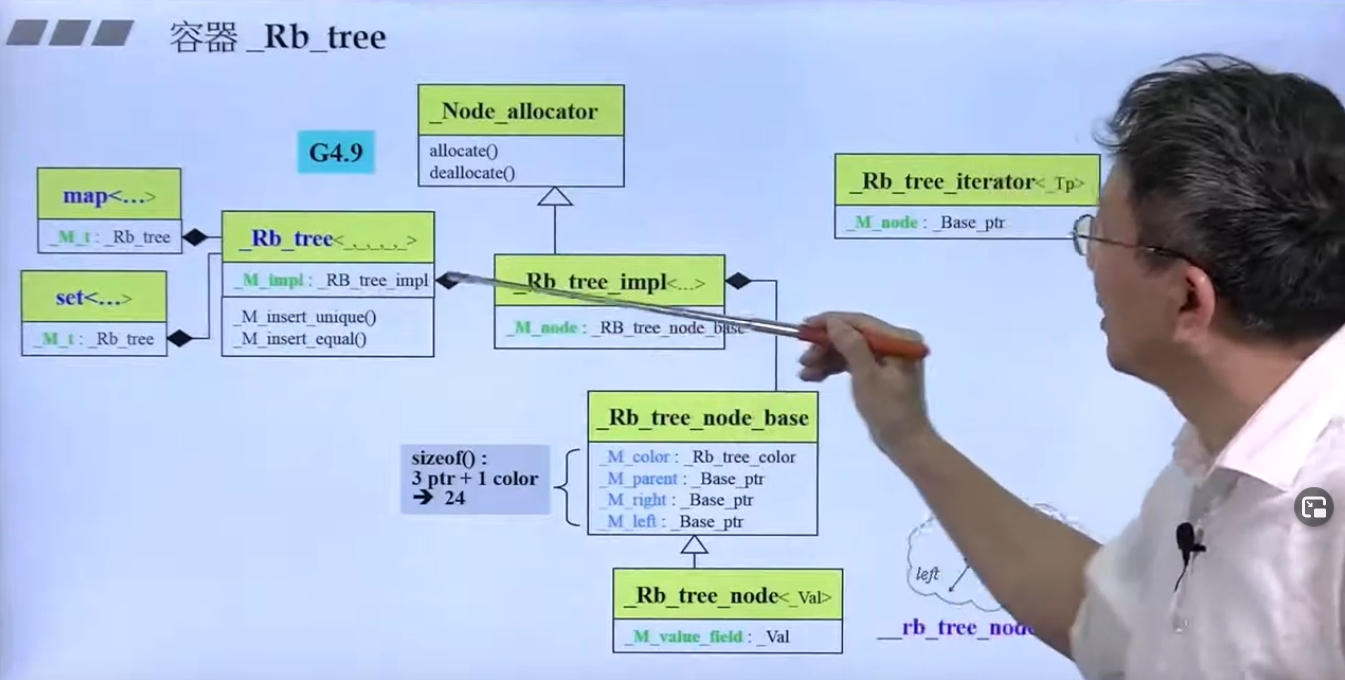 容器 _Rb_tree
_Node_allocator
allocate()
deallocate()
G4.9
map<...>
_M_t : _Rb_tree
set<...>
_M_t : _Rb_tree
_Rb_tree<_,_,_,_,_>
_M_impl : _RB_tree_impl
_M_insert_unique()
_M_insert_equal()
_Rb_tree_impl<...>
_M_node : _RB_tree_node_base
_Rb_tree_iterator<_Tp>
_M_node : _Base_ptr
_Rb_tree_node_base
_M_color : _Rb_tree_color
_M_parent : _Base_ptr
_M_right : _Base_ptr
_M_left : _Base_ptr
sizeof() :
3 ptr + 1 color
➔ 24
_Rb_tree_node<_Val>
_M_value_field : _Val
left